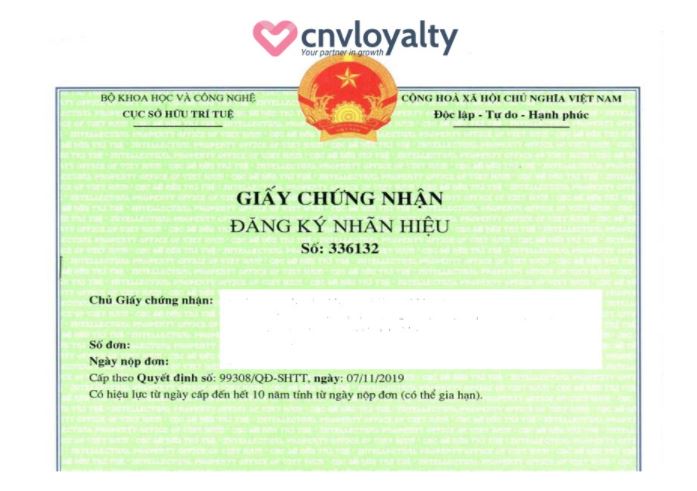 cnvloyalty
Your partner in growth
BỘ KHOA HỌC VÀ CÔNG NGHỆ
CỤC SỞ HỮU TRÍ TUỆ
CỘNG HOÀ XÃ HỘI CHỦ NGHĨA VIỆT NAM
Độc lập - Tự do - Hạnh phúc
GIẤY CHỨNG NHẬN
ĐĂNG KÝ NHÃN HIỆU
Số: 336132
Chủ Giấy chứng nhận:
Số đơn:
Ngày nộp đơn:
Cấp theo Quyết định số: 99308/QĐ-SHTT, ngày: 07/11/2019
Có hiệu lực từ ngày cấp đến hết 10 năm tính từ ngày nộp đơn (có thể gia hạn).